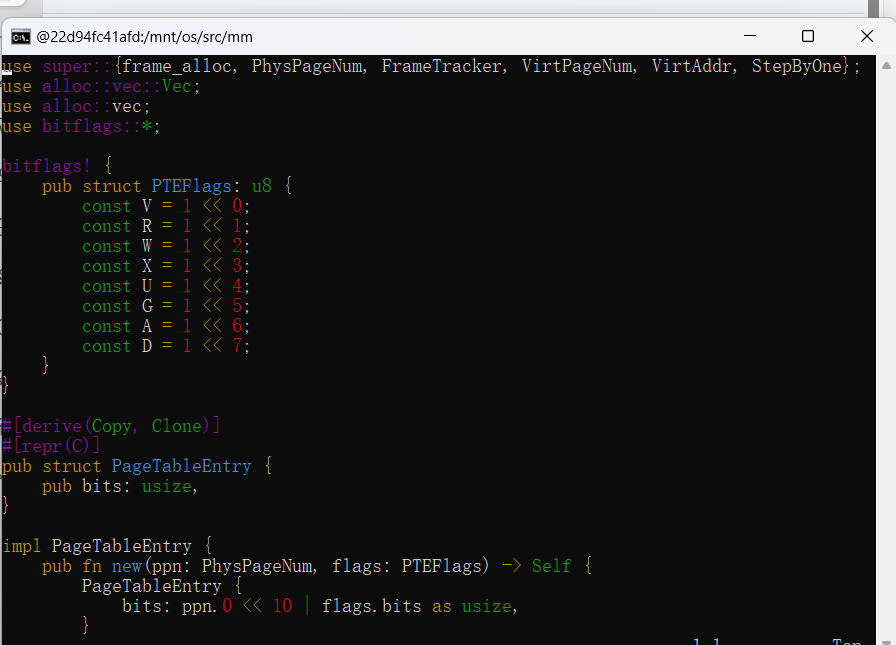 @22d94fc41afd:/mnt/os/src/mm
use super::{frame_alloc, PhysPageNum, FrameTracker, VirtPageNum, VirtAddr, StepByOne};
use alloc::vec::Vec;
use alloc::vec;
use bitflags::*;
bitflags! {
    pub struct PTEFlags: u8 {
        const V = 1 << 0;
        const R = 1 << 1;
        const W = 1 << 2;
        const X = 1 << 3;
        const U = 1 << 4;
        const G = 1 << 5;
        const A = 1 << 6;
        const D = 1 << 7;
    }
}
#[derive(Copy, Clone)]
#[repr(C)]
pub struct PageTableEntry {
    pub bits: usize,
}
impl PageTableEntry {
    pub fn new(ppn: PhysPageNum, flags: PTEFlags) -> Self {
        PageTableEntry {
            bits: ppn.0 << 10 | flags.bits as usize,
        }